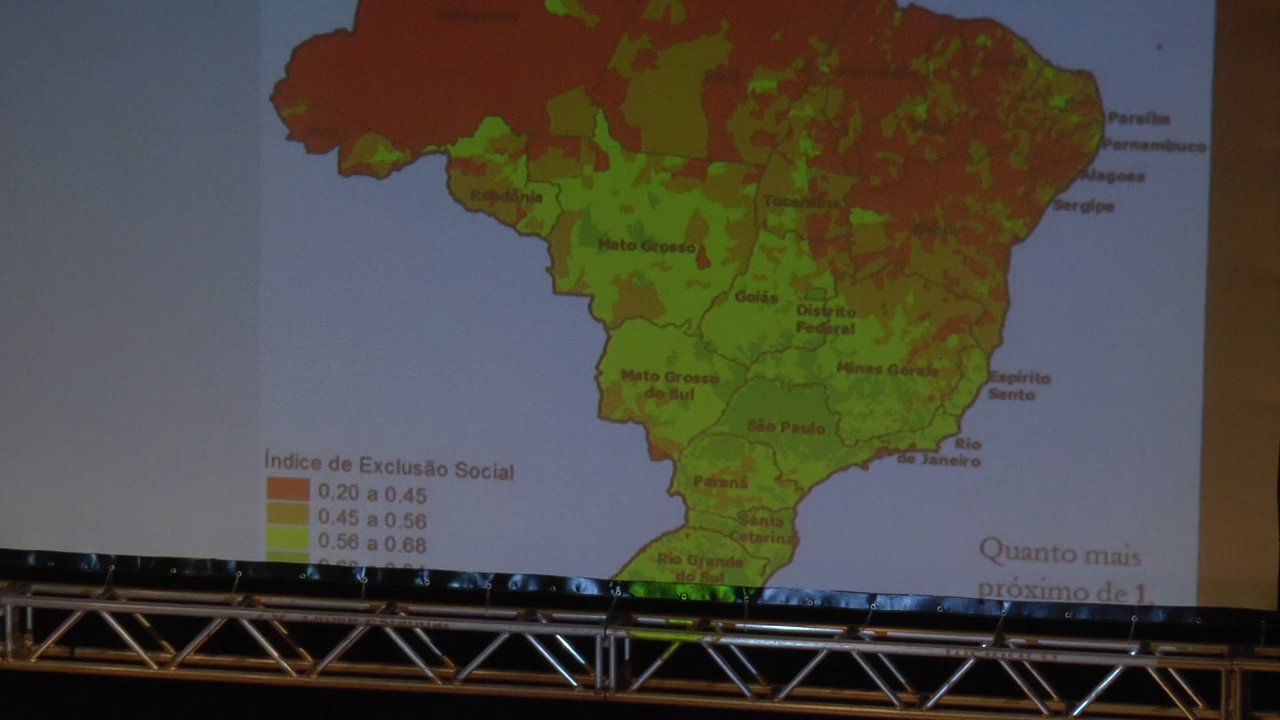 Paraíba
Pernambuco
Alagoas
Sergipe
Rondônia
Tocantins
Mato Grosso
Goiás
Distrito
Federal
Minas Gerais
Espírito
Santo
Mato Grosso
do Sul
São Paulo
Rio
de Janeiro
Paraná
Santa
Catarina
Rio Grande
do Sul
Índice de Exclusão Social
0.20 a 0.45
0.45 a 0.56
0.56 a 0.68
Quanto mais
próximo de 1,